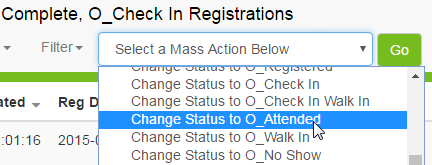 Complete, O_Check In Registrations
Filter
Select a Mass Action Below
Go
Change Status to O_Registered
Change Status to O_Check In
ated
Reg D
Change Status to O_Check In Walk In
Change Status to O_Attended
:01:16
2015-0
Change Status to O_Walk In
Change Status to O_No Show